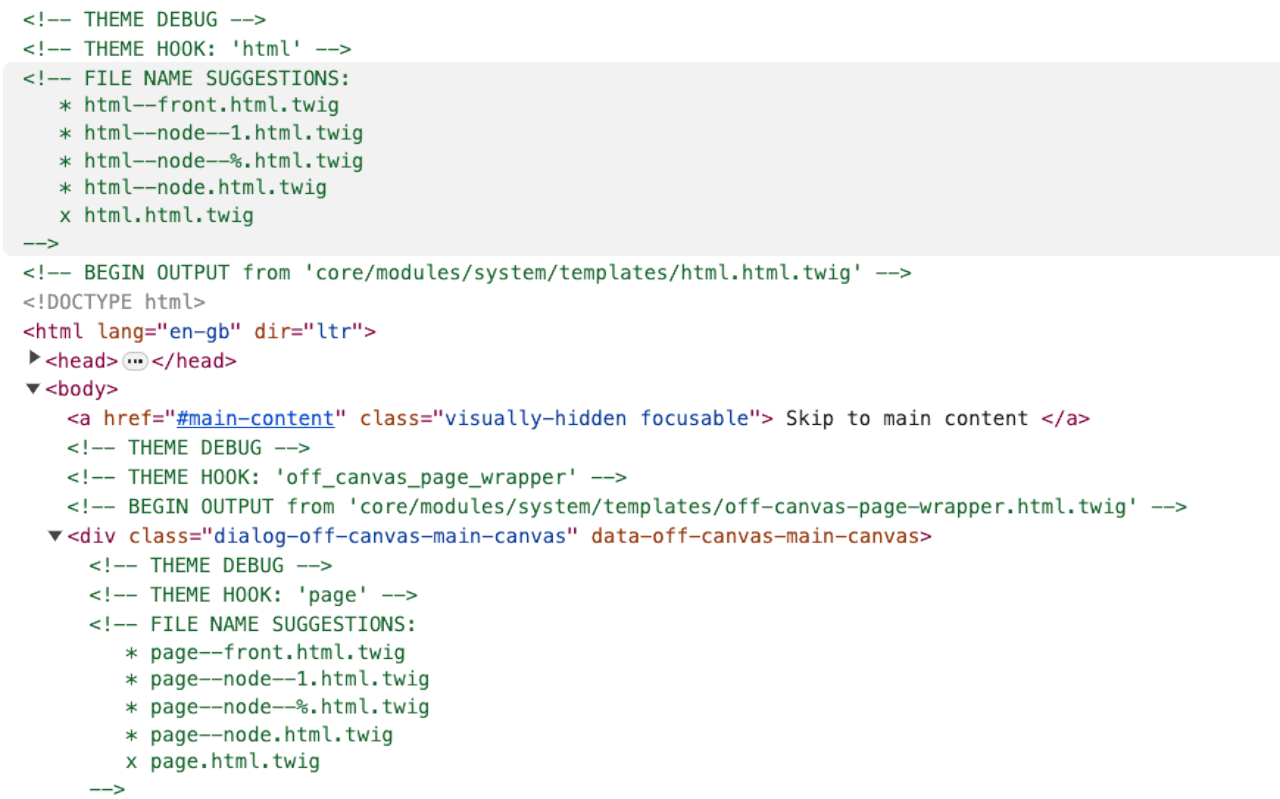 <!-- THEME DEBUG -->
<!-- THEME HOOK: 'html' -->
<!-- FILE NAME SUGGESTIONS:
* html--front.html.twig
* html--node--1.html.twig
* html--node--%.html.twig
* html--node.html.twig
x html.html.twig
-->
<!-- BEGIN OUTPUT from 'core/modules/system/templates/html.html.twig' -->
<!DOCTYPE html>
<html lang="en-gb" dir="ltr">
<head> ⋯ </head>
<body>
<a href="#main-content" class="visually-hidden focusable"> Skip to main content </a>
<!-- THEME DEBUG -->
<!-- THEME HOOK: 'off_canvas_page_wrapper' -->
<!-- BEGIN OUTPUT from 'core/modules/system/templates/off-canvas-page-wrapper.html.twig' -->
<div class="dialog-off-canvas-main-canvas" data-off-canvas-main-canvas>
<!-- THEME DEBUG -->
<!-- THEME HOOK: 'page' -->
<!-- FILE NAME SUGGESTIONS:
* page--front.html.twig
* page--node--1.html.twig
* page--node--%.html.twig
* page--node.html.twig
x page.html.twig
-->